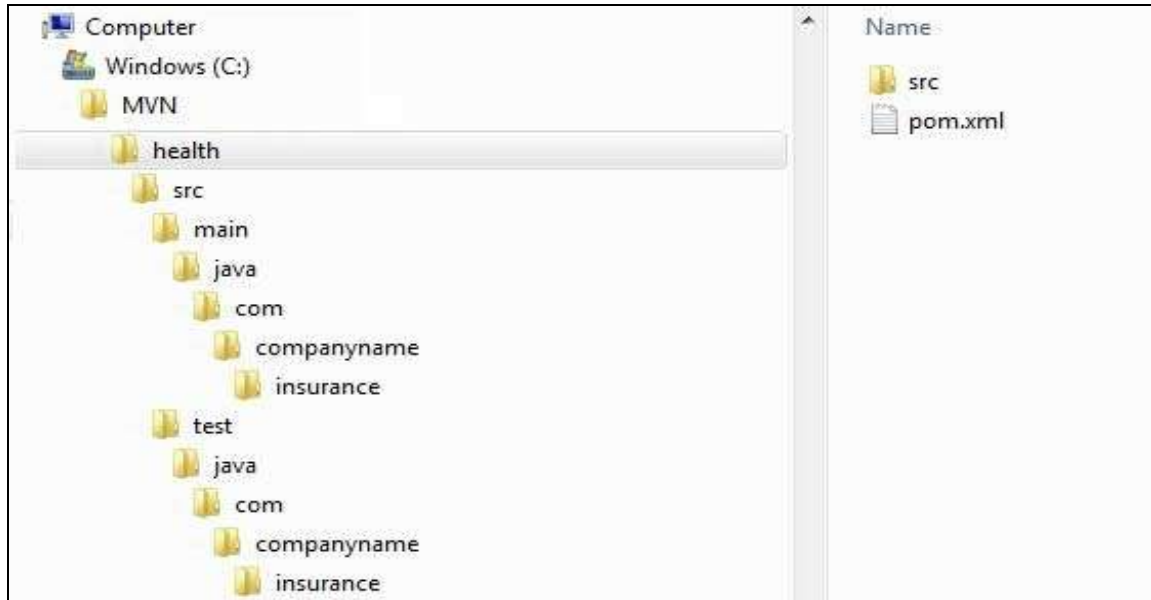 Computer
Windows (C:)
MVN
health
src
main
java
com
companyname
insurance
test
java
com
companyname
insurance
Name
src
pom.xml